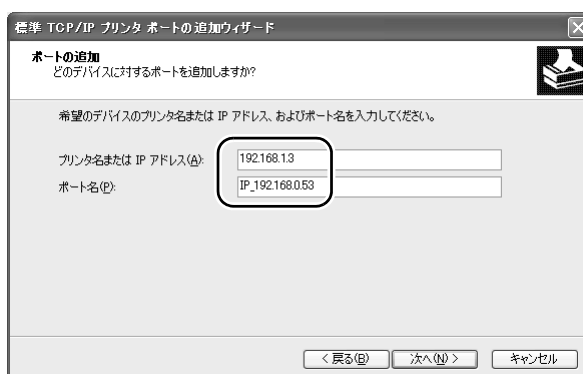 標準 TCP/IP プリンタ ポートの追加ウィザード
ポートの追加
どのデバイスに対するポートを追加しますか?
希望のデバイスのプリンタ名または IP アドレス、およびポート名を入力してください。
プリンタ名または IP アドレス(A): 192.168.1.3
ポート名(P): IP_192.168.0.53
< 戻る(B) 次へ(N) > キャンセル